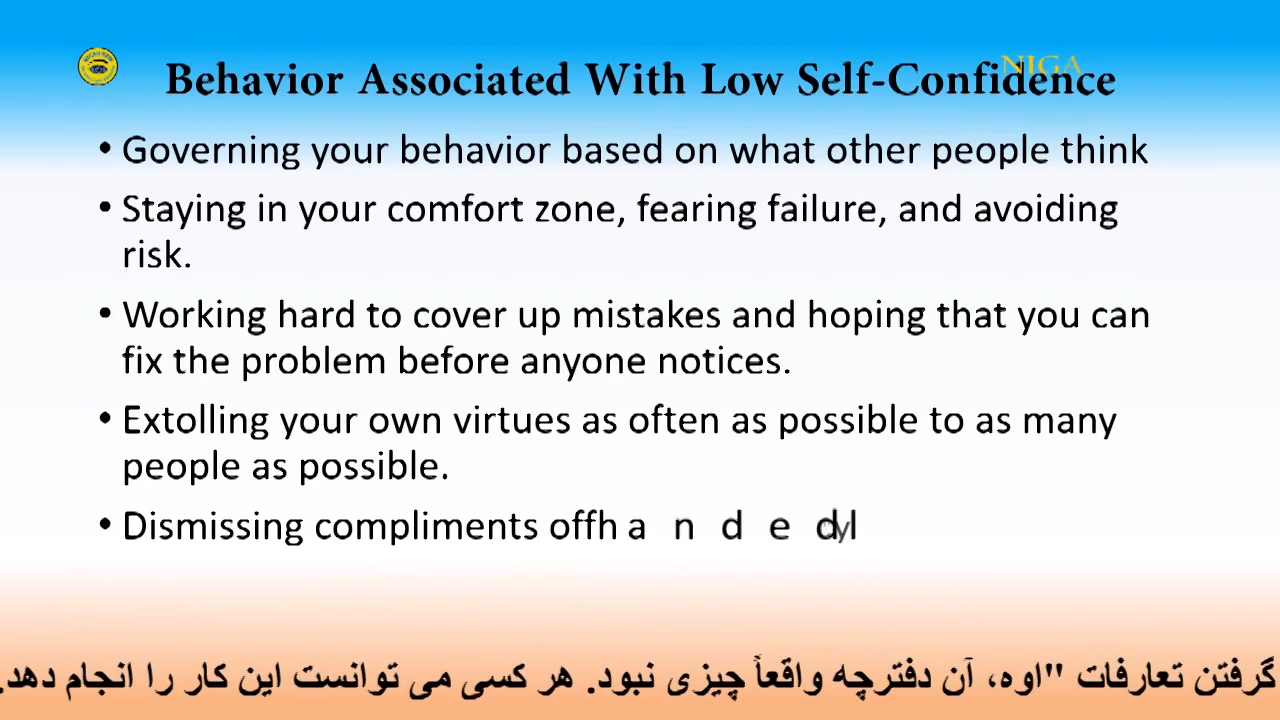 NIGA
Behavior Associated With Low Self-Confidence
• Governing your behavior based on what other people think
• Staying in your comfort zone, fearing failure, and avoiding
risk.
• Working hard to cover up mistakes and hoping that you can
fix the problem before anyone notices.
• Extolling your own virtues as often as possible to as many
people as possible.
• Dismissing compliments offhandedly
گرفتن تعارفات "اوه، آن دفترچه واقعاً چیزی نبود. هر کسی می توانست این کار را انجام دهد.